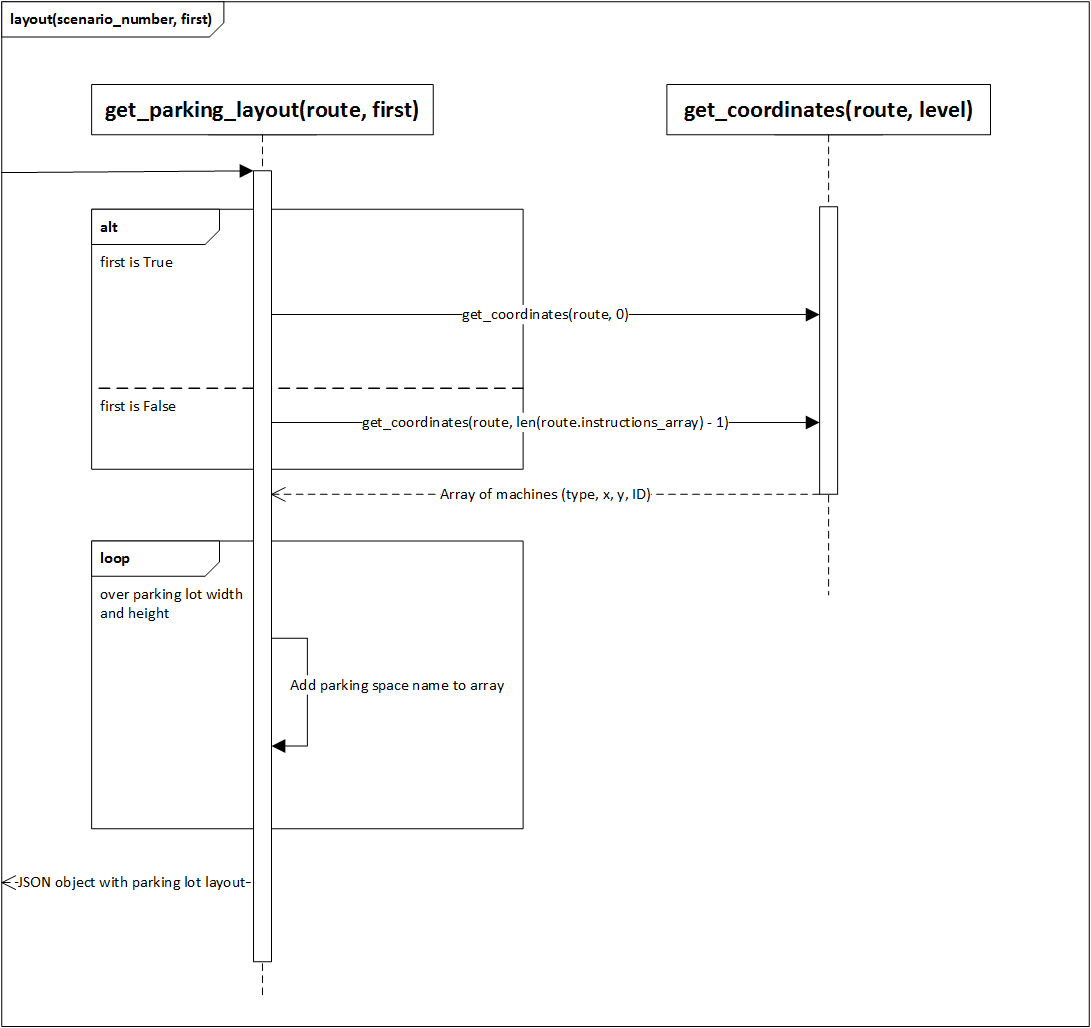 layout(scenario_number, first)
get_parking_layout(route, first)
get_coordinates(route, level)
alt
first is True
get_coordinates(route, 0)
first is False
get_coordinates(route, len(route.instructions_array) - 1)
Array of machines (type, x, y, ID)
loop
over parking lot width
and height
Add parking space name to array
JSON object with parking lot layout